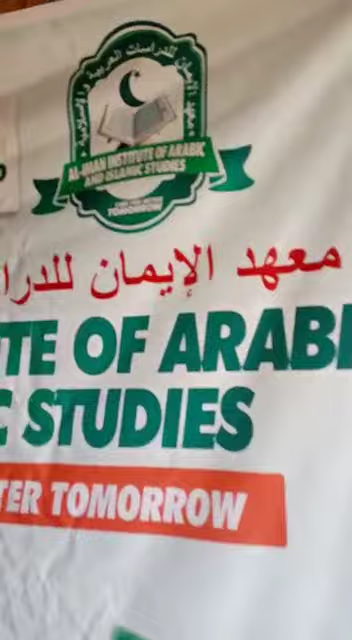 معهد الإيمان للدراسات العربية والإسلامية
AL-IMAN INSTITUTE OF ARABIC
AND ISLAMIC STUDIES
TOMORROW
معهد الإيمان للدرا
TE OF ARABI
C STUDIES
TER TOMORROW